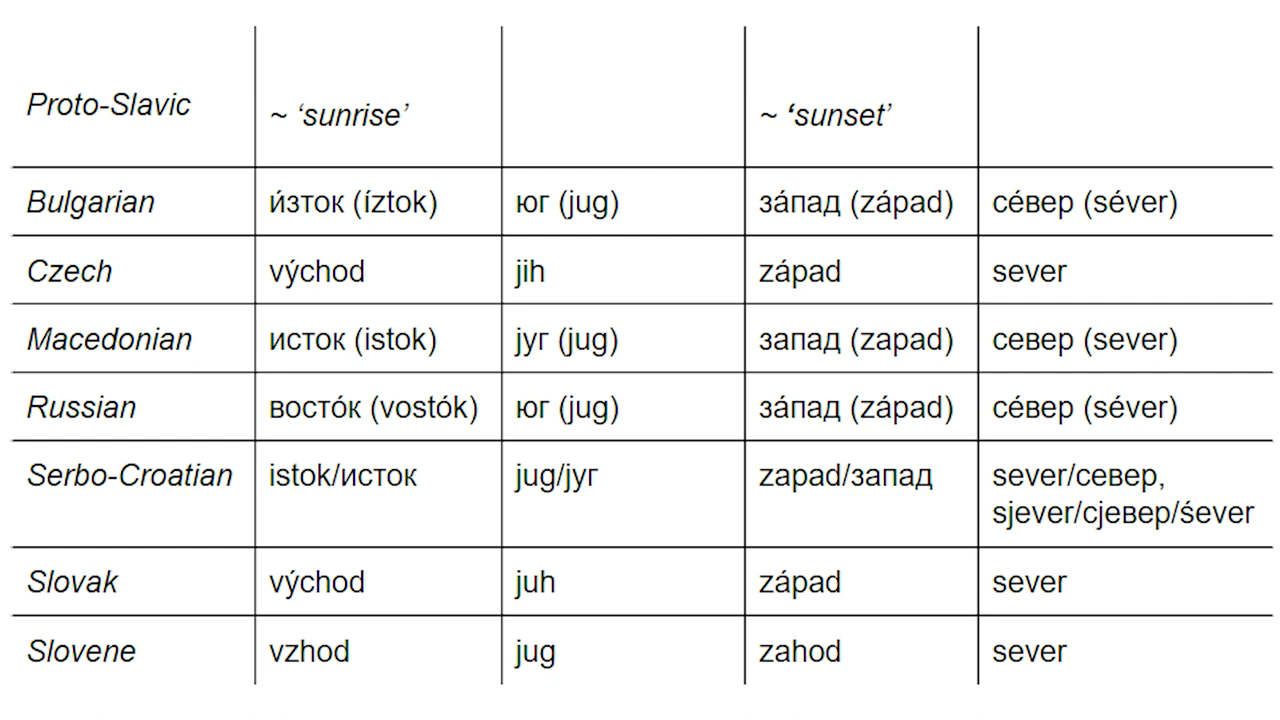 Proto-Slavic ~ ‘sunrise’ ~ ‘sunset’
Bulgarian и́зток (íztok) юг (jug) за́пад (západ) се́вер (séver)
Czech východ jih západ sever
Macedonian исток (istok) југ (jug) запад (zapad) север (sever)
Russian восто́к (vostók) юг (jug) за́пад (západ) се́вер (séver)
Serbo-Croatian istok/исток jug/југ zapad/запад sever/север,
sjever/сјевер/śever
Slovak východ juh západ sever
Slovene vzhod jug zahod sever